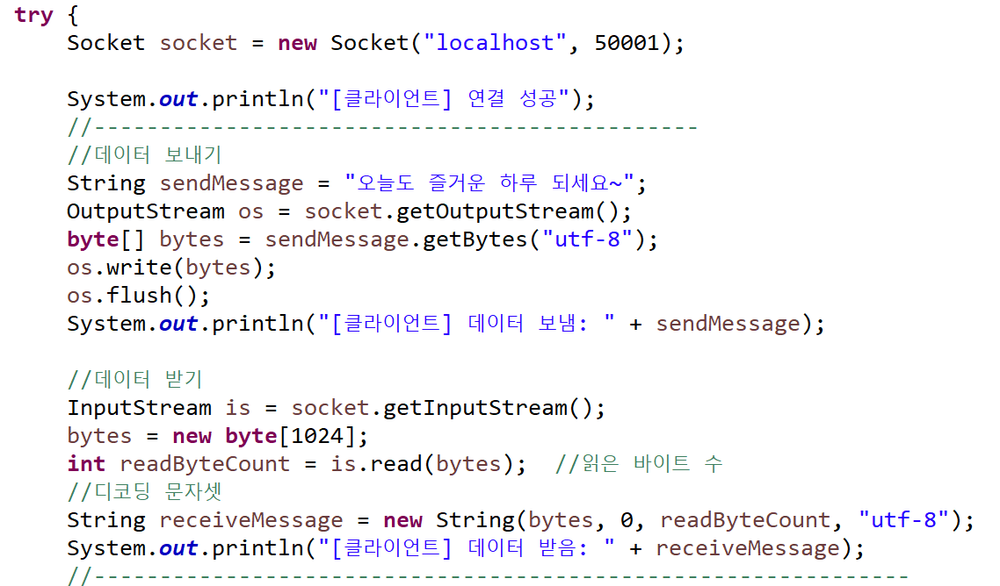 try {
Socket socket = new Socket("localhost", 50001);
System.out.println("[클라이언트] 연결 성공");
//----------------------------------------------
//데이터 보내기
String sendMessage = "오늘도 즐거운 하루 되세요~";
OutputStream os = socket.getOutputStream();
byte[] bytes = sendMessage.getBytes("utf-8");
os.write(bytes);
os.flush();
System.out.println("[클라이언트] 데이터 보냄: " + sendMessage);
//데이터 받기
InputStream is = socket.getInputStream();
bytes = new byte[1024];
int readByteCount = is.read(bytes);  //읽은 바이트 수
//디코딩 문자셋
String receiveMessage = new String(bytes, 0, readByteCount, "utf-8");
System.out.println("[클라이언트] 데이터 받음: " + receiveMessage);
//--------------------------------------------------------------